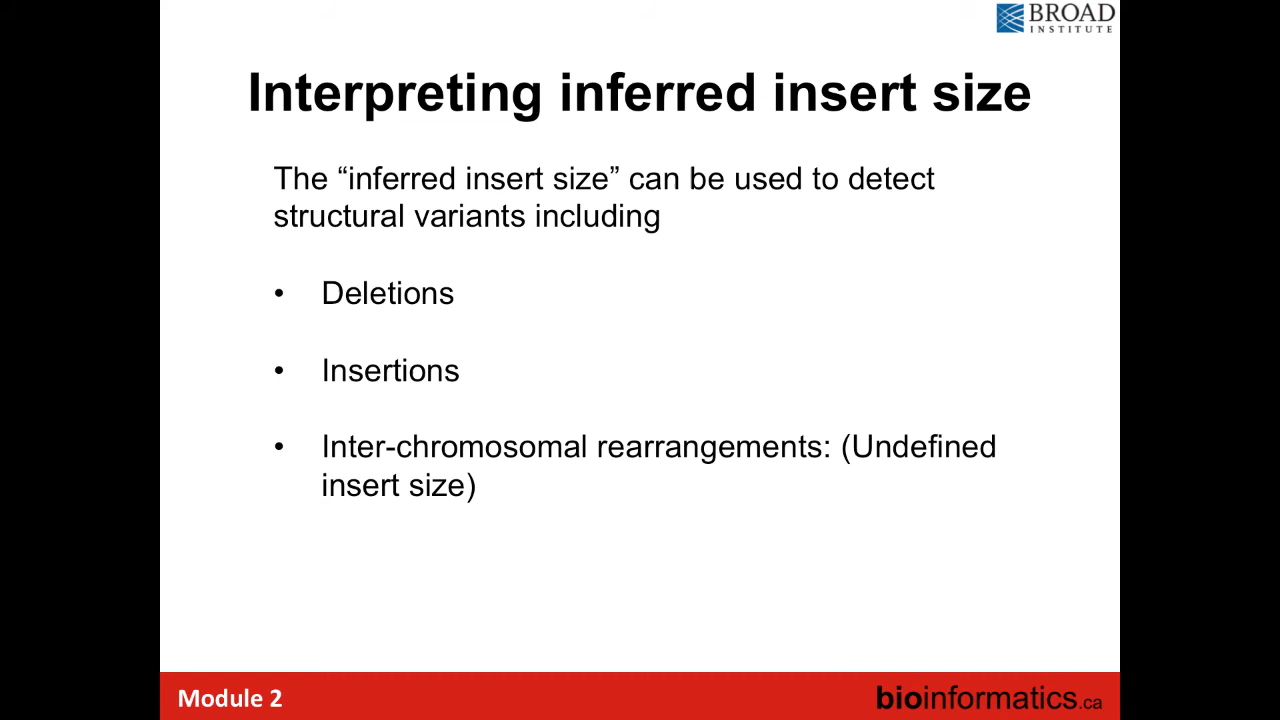 BROAD
INSTITUTE
Interpreting inferred insert size
The “inferred insert size” can be used to detect
structural variants including
• Deletions
• Insertions
• Inter-chromosomal rearrangements: (Undefined
insert size)
Module 2
bioinformatics.ca